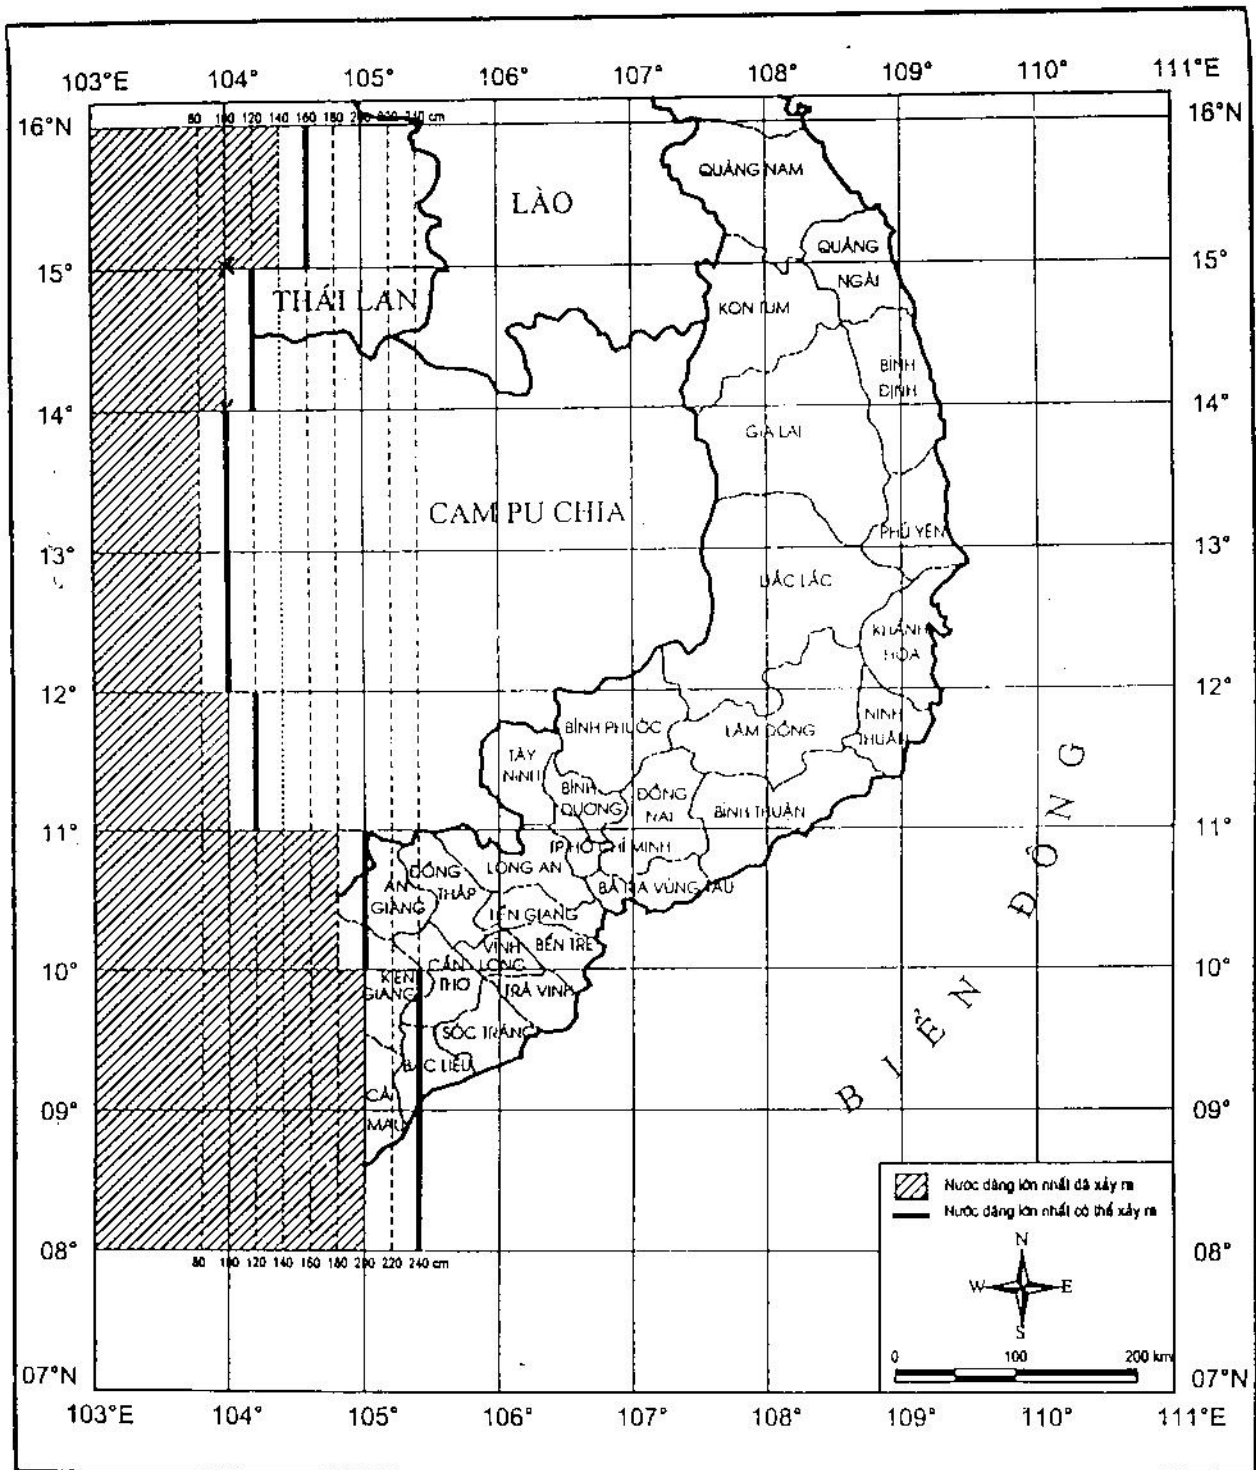 103°E 104° 105° 106° 107° 108° 109° 110° 111°E
16°N 80 100 120 140 160 180 200 220 240 cm 16°N
QUẢNG NAM
LÀO
QUẢNG
15° 15°
NGÃI
THÁI LAN
KON TUM
BÌNH
ĐỊNH
14° 14°
GIA LAI
CAM PU CHIA
PHÚ YÊN
13° 13°
ĐẮC LẮC
KHÁNH
HÒA
12° 12°
BÌNH PHƯỚC
LÂM ĐỒNG
NINH
THUẬN
TÂY
NINH
BÌNH
DƯƠNG
ĐỒNG
NAI
BÌNH THUẬN
11° 11°
TP HỒ CHÍ MINH
LONG AN
ĐỒNG
THÁP
AN
GIANG
BÀ RỊA VŨNG TÀU
TIỀN GIANG
BẾN TRE
VĨNH
LONG
CẦN
THƠ
10° 10°
KIÊN
GIANG
TRÀ VINH
SÓC TRĂNG
BẠC LIÊU
CÀ
MAU
BIỂN ĐÔNG
09° 09°
Nước dâng lớn nhất đã xảy ra
Nước dâng lớn nhất có thể xảy ra
08° 08°
80 100 120 140 160 180 200 220 240 cm
N
W E
S
0 100 200 km
07°N 07°N
103°E 104° 105° 106° 107° 108° 109° 110° 111°E